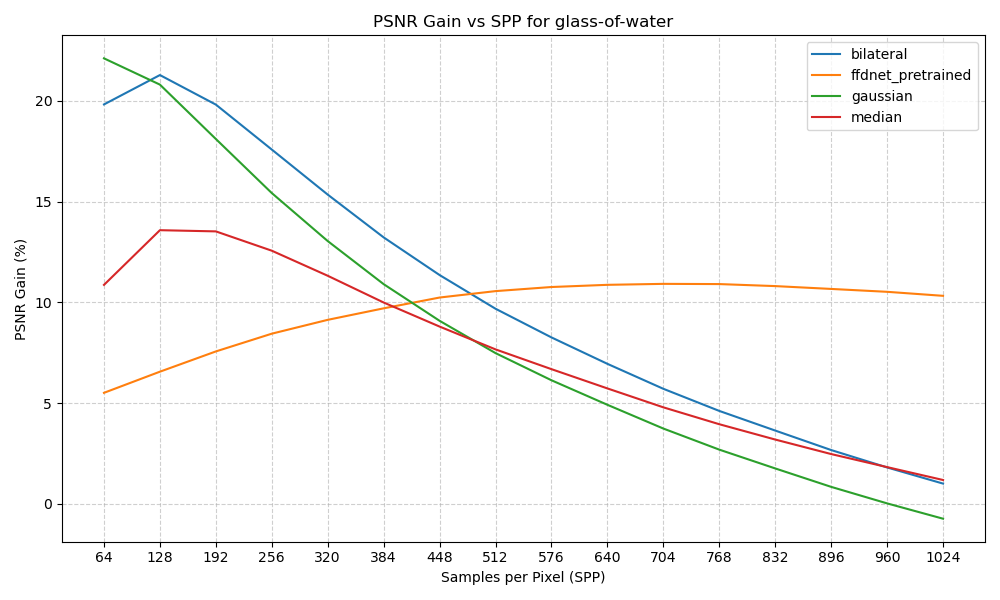 PSNR Gain vs SPP for glass-of-water
bilateral
ffdnet_pretrained
gaussian
median
PSNR Gain (%)
20
15
10
5
0
64 128 192 256 320 384 448 512 576 640 704 768 832 896 960 1024
Samples per Pixel (SPP)